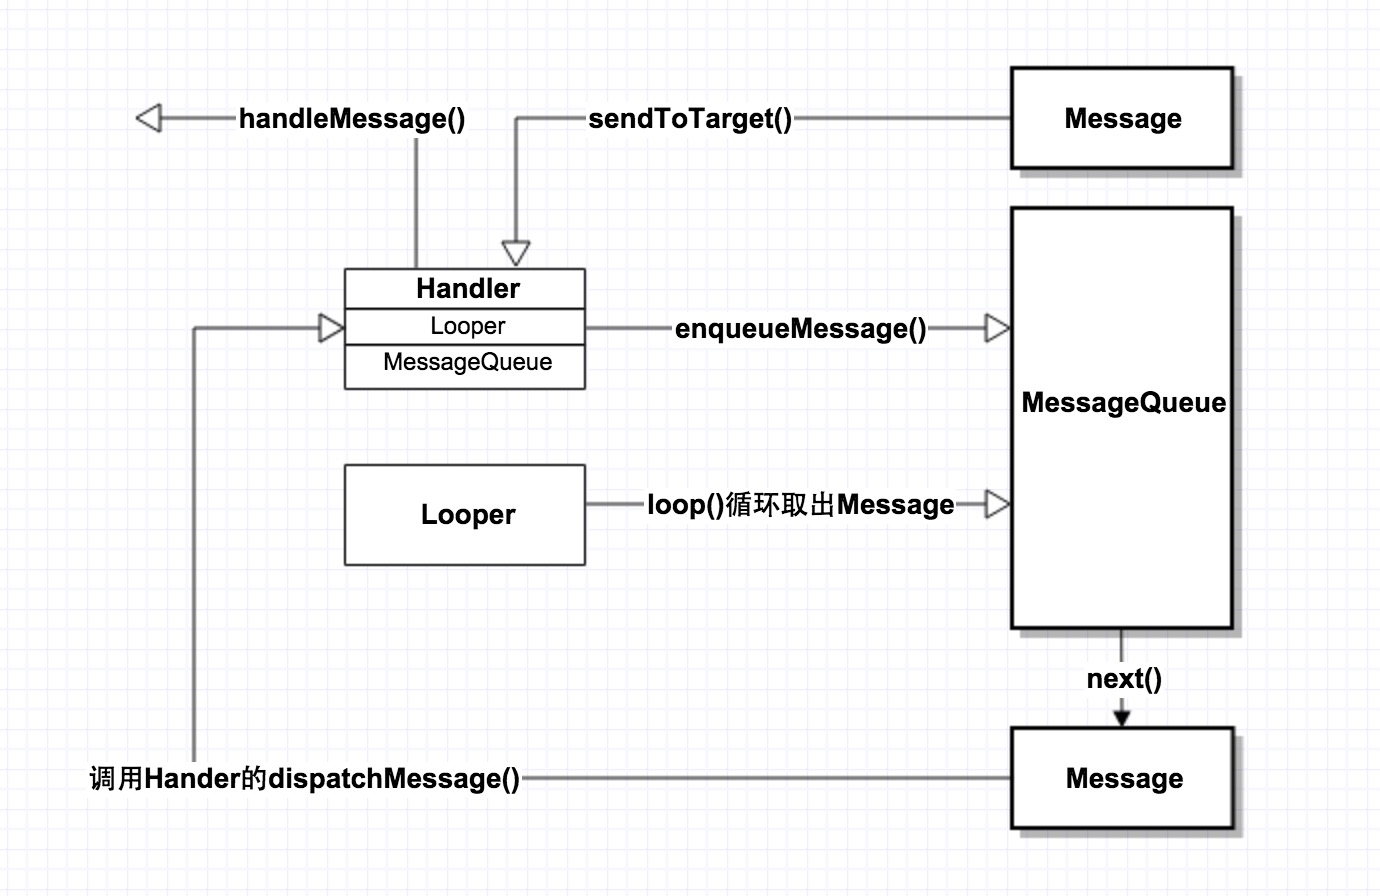 handleMessage()
sendToTarget()
Message
Handler
Looper
MessageQueue
enqueueMessage()
MessageQueue
Looper
loop()循环取出Message
next()
调用Hander的dispatchMessage()
Message